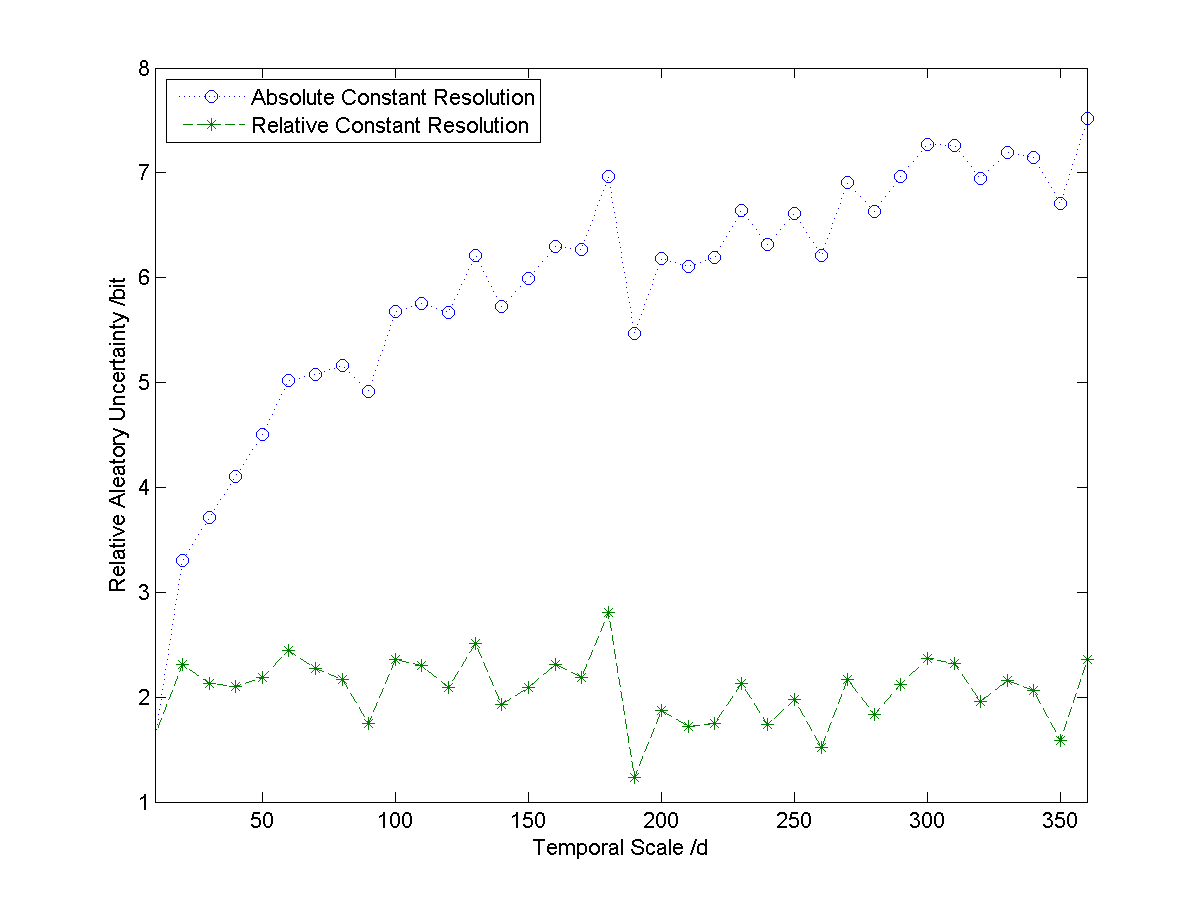 8
7
6
5
4
3
2
1
Absolute Constant Resolution
Relative Constant Resolution
Relative Aleatory Uncertainty /bit
50 100 150 200 250 300 350
Temporal Scale /d